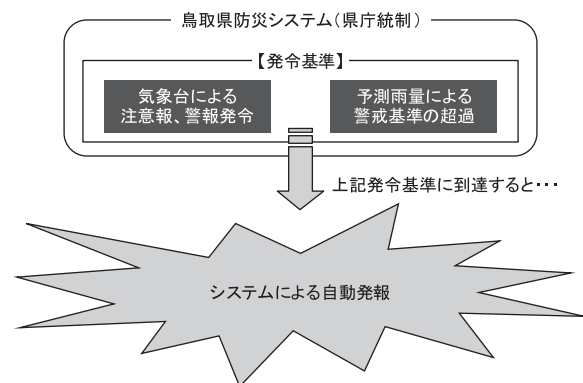 鳥取県防災システム（県庁統制）
【発令基準】
気象台による
注意報、警報発令
予測雨量による
警戒基準の超過
上記発令基準に到達すると･･･
システムによる自動発報